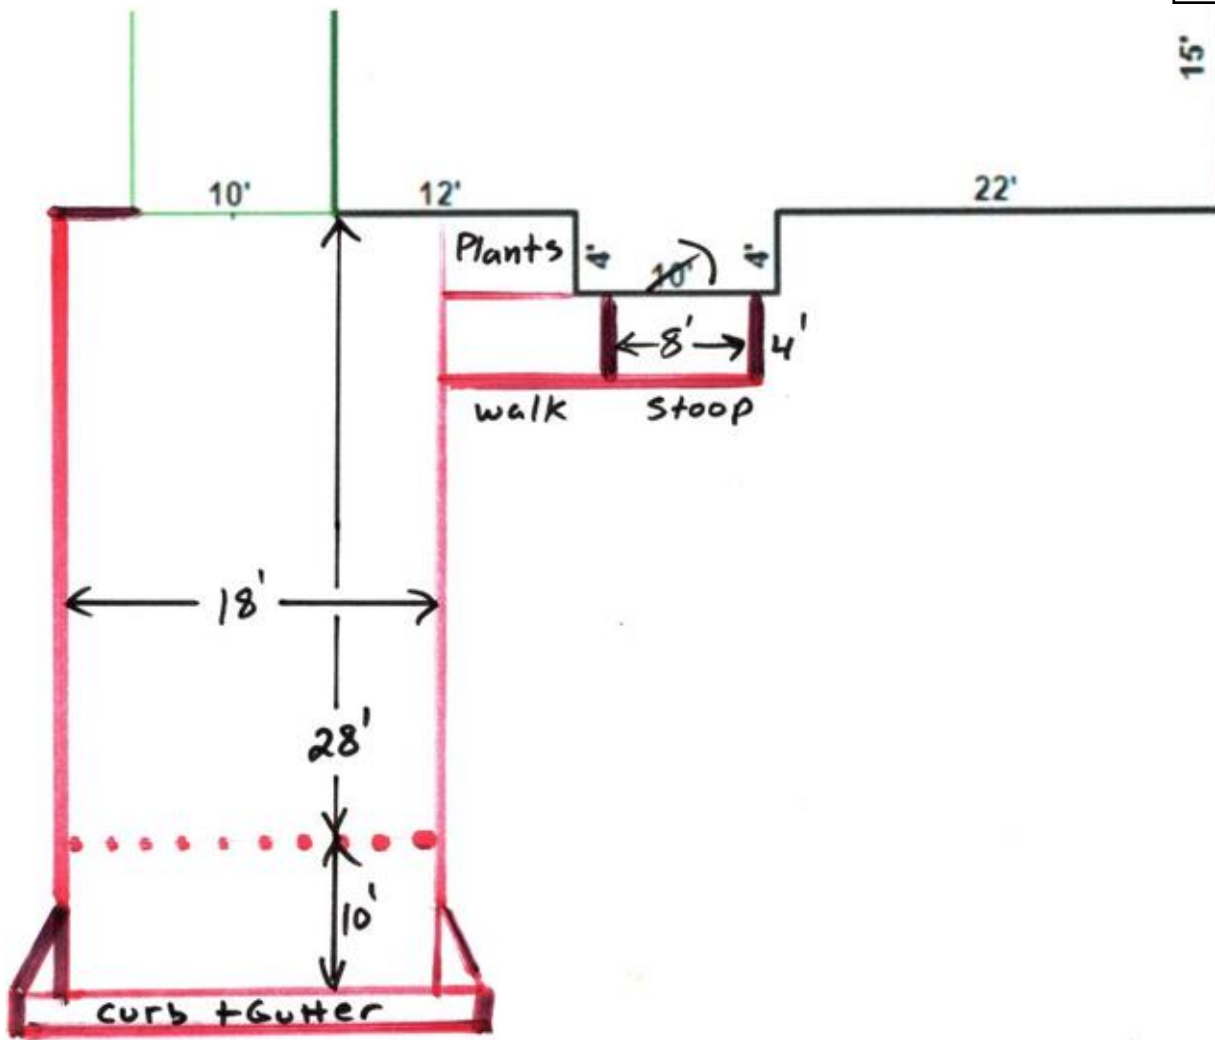 15'
10' 12' 22'
Plants 4' 10' 4'
8' 4'
walk stoop
18'
28'
10'
curb + Gutter